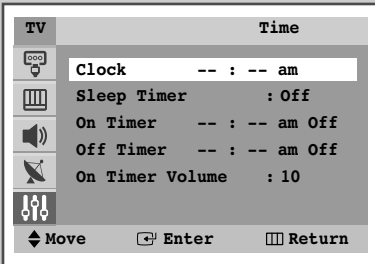 TV Time
Clock -- : -- am
Sleep Timer : Off
On Timer -- : -- am Off
Off Timer -- : -- am Off
On Timer Volume : 10
Move Enter Return